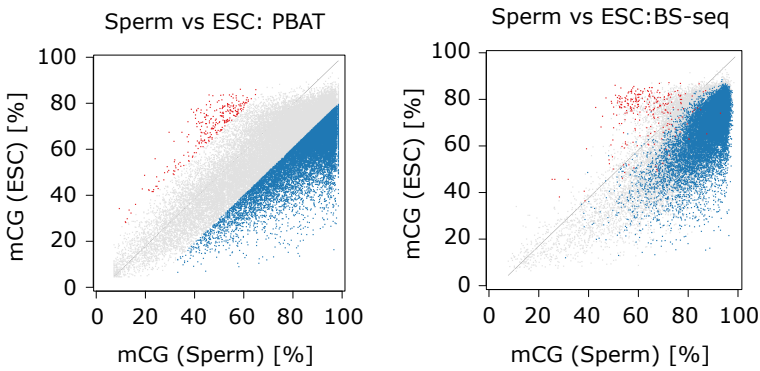 Sperm vs ESC: PBAT
100
80
60
40
20
0
mCG (ESC) [%]
0 20 40 60 80 100
mCG (Sperm) [%]
Sperm vs ESC:BS-seq
100
80
60
40
20
0
mCG (ESC) [%]
0 20 40 60 80 100
mCG (Sperm) [%]